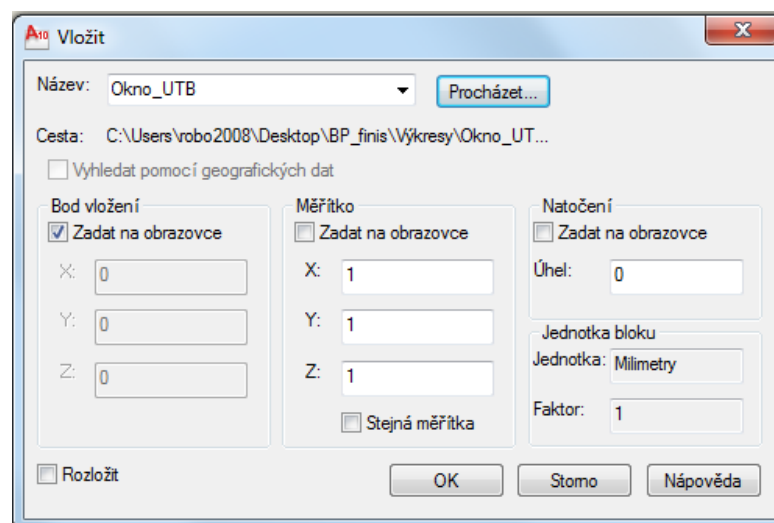 A10 Vložit
Název: Okno_UTB Procházet...
Cesta: C:\Users\robo2008\Desktop\BP_finis\Výkresy\Okno_UT...
Vyhledat pomocí geografických dat
Bod vložení
Zadat na obrazovce
X: 0
Y: 0
Z: 0
Měřítko
Zadat na obrazovce
X: 1
Y: 1
Z: 1
Stejná měřítka
Natočení
Zadat na obrazovce
Úhel: 0
Jednotka bloku
Jednotka: Milimetry
Faktor: 1
Rozložit
OK Storno Nápověda